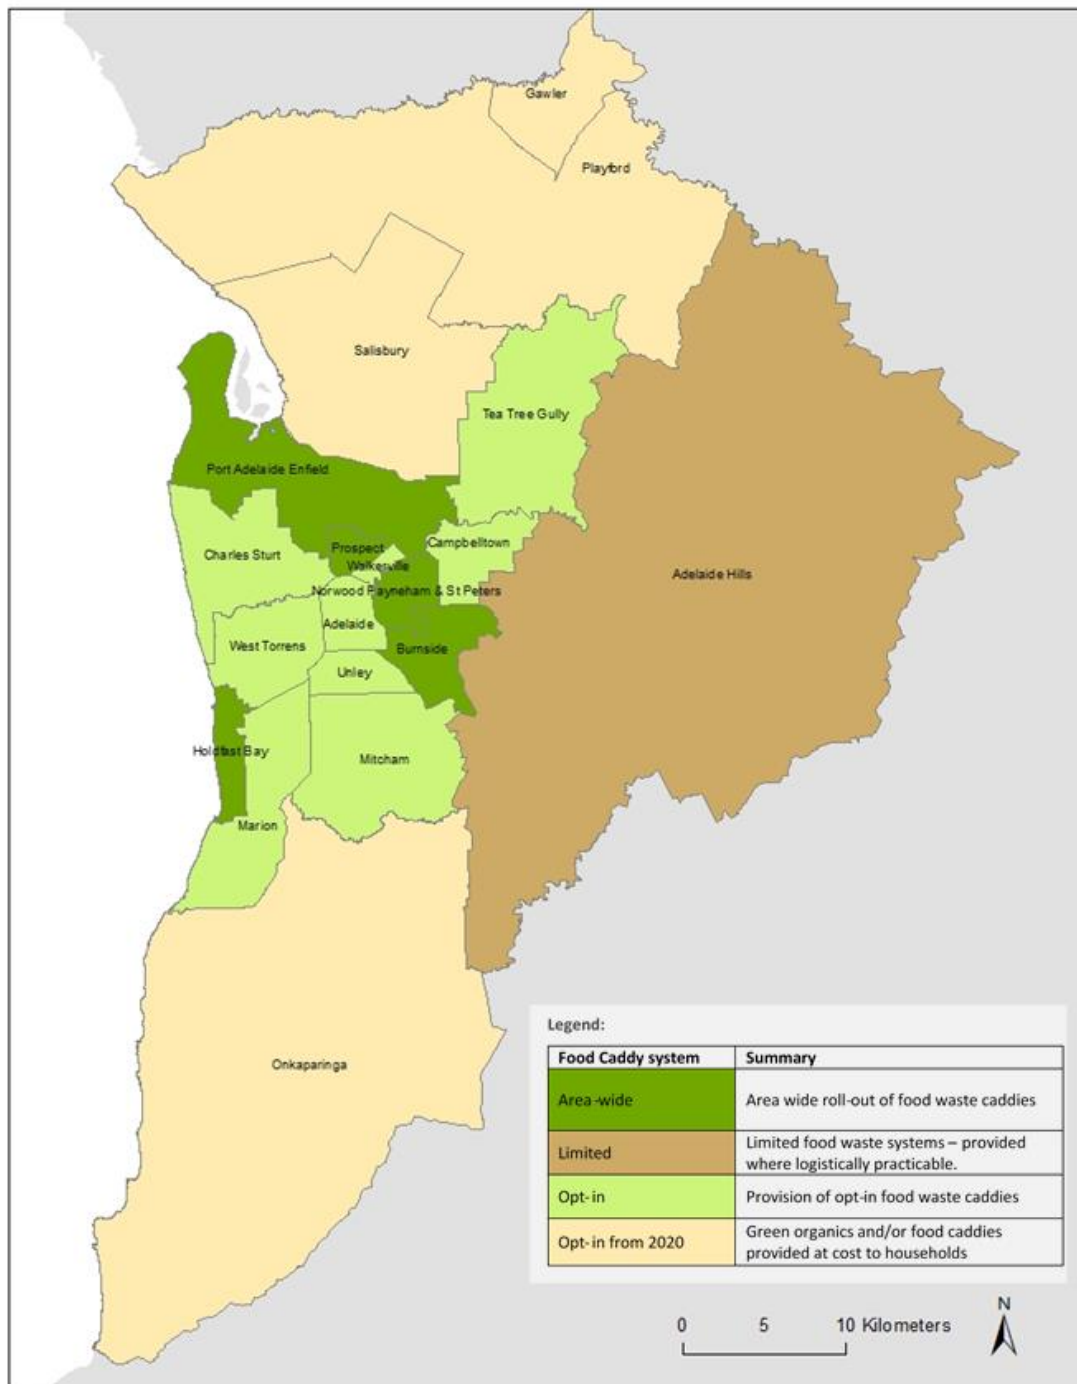 Gawler
Playford
Salisbury
Tea Tree Gully
Port Adelaide Enfield
Campbelltown
Prospect
Charles Sturt
Walkerville
Adelaide Hills
Norwood Payneham & St Peters
Adelaide
West Torrens
Burnside
Unley
Holdfast Bay
Mitcham
Marion
Onkaparinga
Legend:
Food Caddy system Summary
Area-wide Area wide roll-out of food waste caddies
Limited Limited food waste systems – provided
where logistically practicable.
Opt-in Provision of opt-in food waste caddies
Opt-in from 2020 Green organics and/or food caddies
provided at cost to households
N
0 5 10 Kilometers